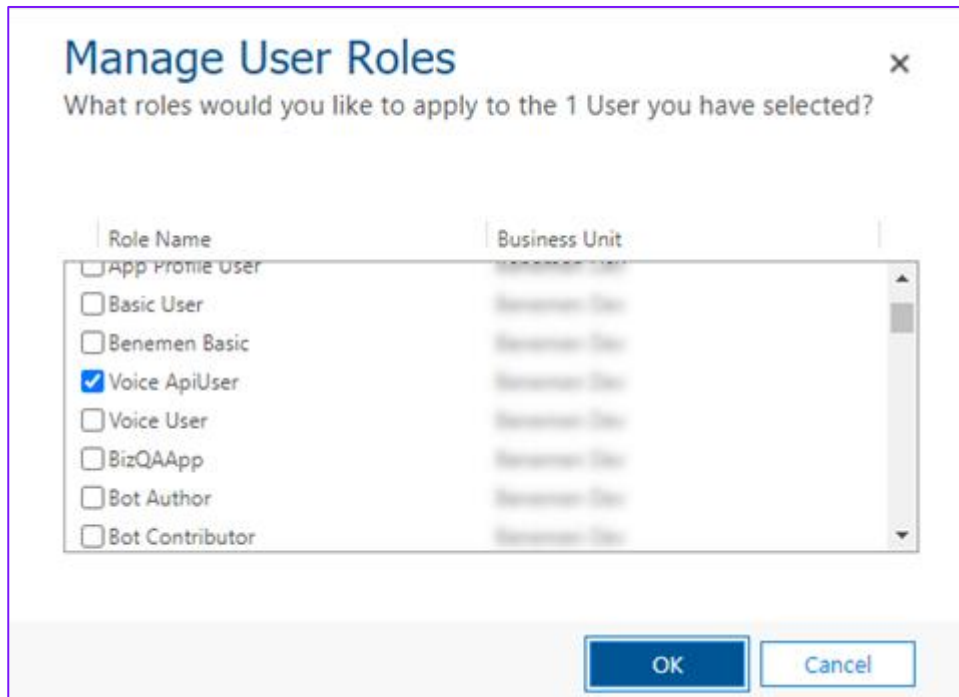 Manage User Roles
What roles would you like to apply to the 1 User you have selected?
Role Name Business Unit
App Profile User
Basic User
Benemen Basic
Voice ApiUser
Voice User
BizQAApp
Bot Author
Bot Contributor
OK Cancel